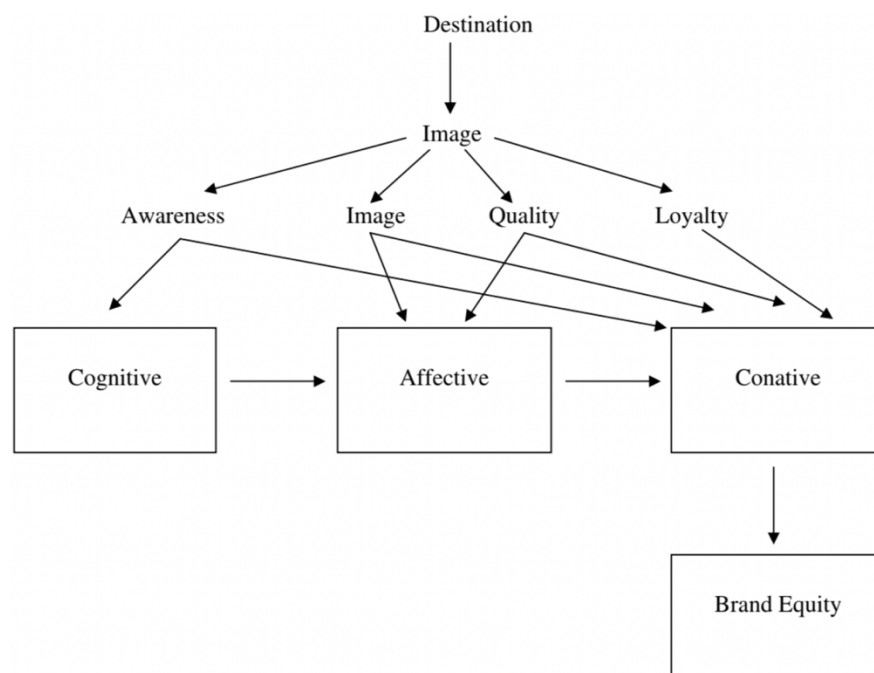 Destination
Image
Awareness Image Quality Loyalty
Cognitive Affective Conative
Brand Equity